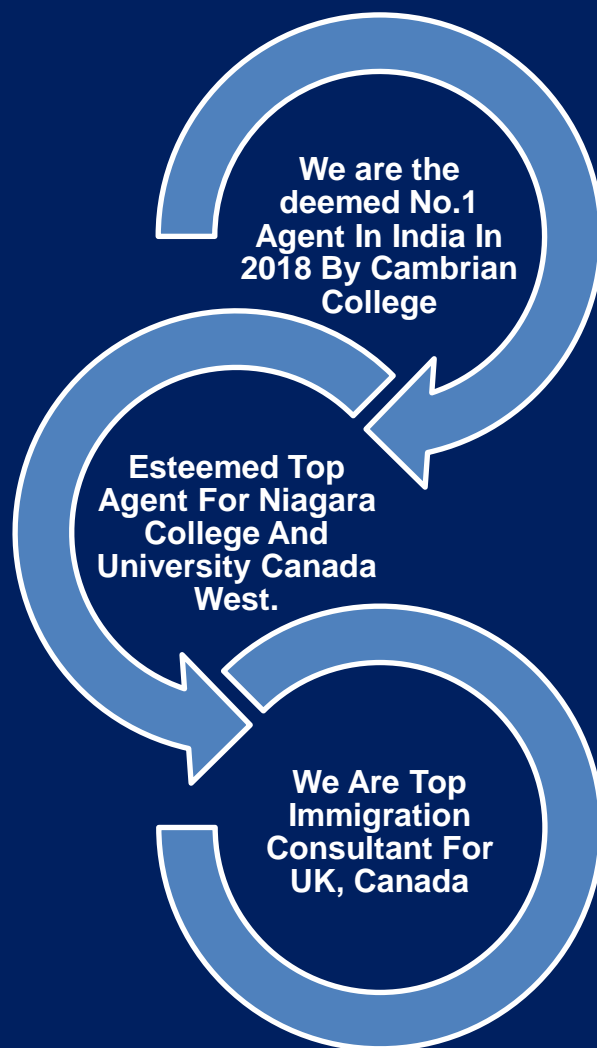 We are the
deemed No.1
Agent In India In
2018 By Cambrian
College
Esteemed Top
Agent For Niagara
College And
University Canada
West.
We Are Top
Immigration
Consultant For
UK, Canada